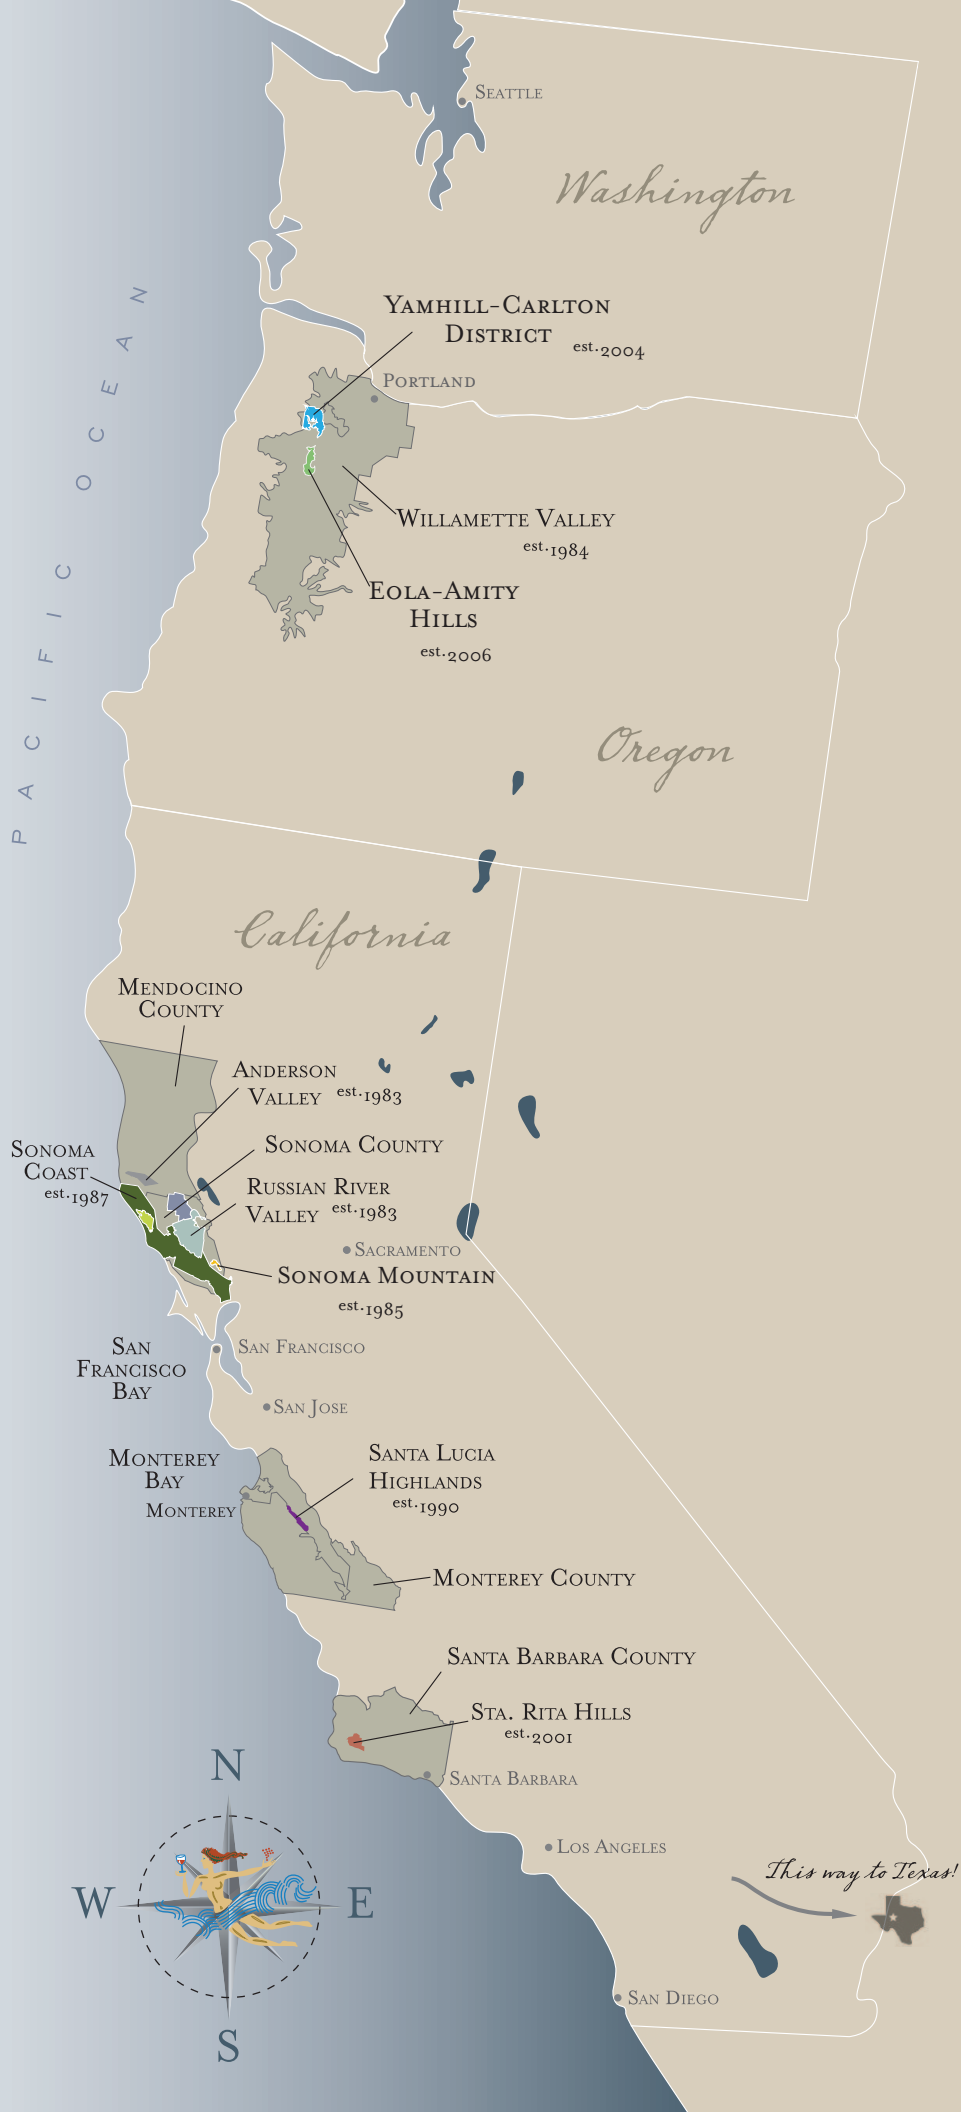 Seattle
Washington
PACIFIC OCEAN
Yamhill-Carlton
District est.2004
Portland
Willamette Valley
est.1984
Eola-Amity
Hills
est.2006
Oregon
California
Mendocino
County
Anderson
Valley est.1983
Sonoma County
Sonoma
Coast
est.1987
Russian River
Valley est.1983
Sacramento
Sonoma Mountain
est.1985
San Francisco
San
Francisco
Bay
San Jose
Monterey
Bay
Monterey
Santa Lucia
Highlands
est.1990
Monterey County
Santa Barbara County
Sta. Rita Hills
est.2001
Santa Barbara
N
W
E
S
Los Angeles
This way to Texas!
San Diego